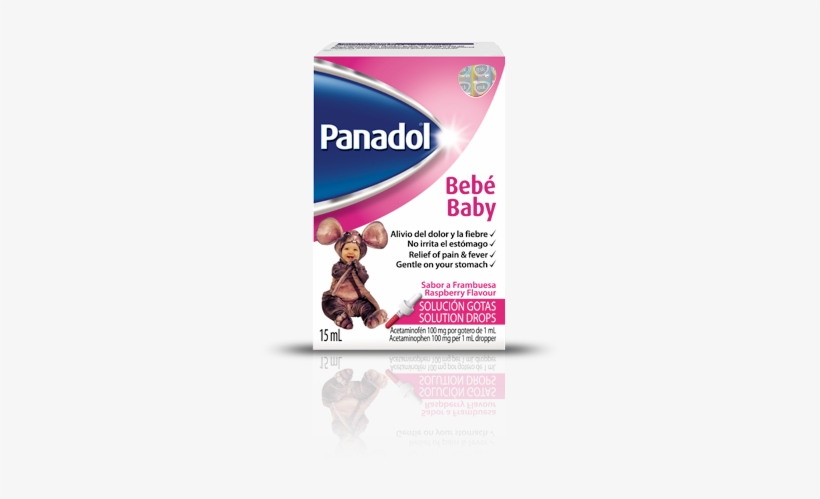 Panadol
Bebé
Baby
Alivio del dolor y la fiebre ✓
No irrita el estómago ✓
Relief of pain & fever ✓
Gentle on your stomach ✓
Sabor a Frambuesa
Raspberry Flavour
SOLUCIÓN GOTAS
SOLUTION DROPS
15 mL
Acetaminofén 100 mg por gotero de 1 mL
Acetaminophen 100 mg per 1 mL dropper